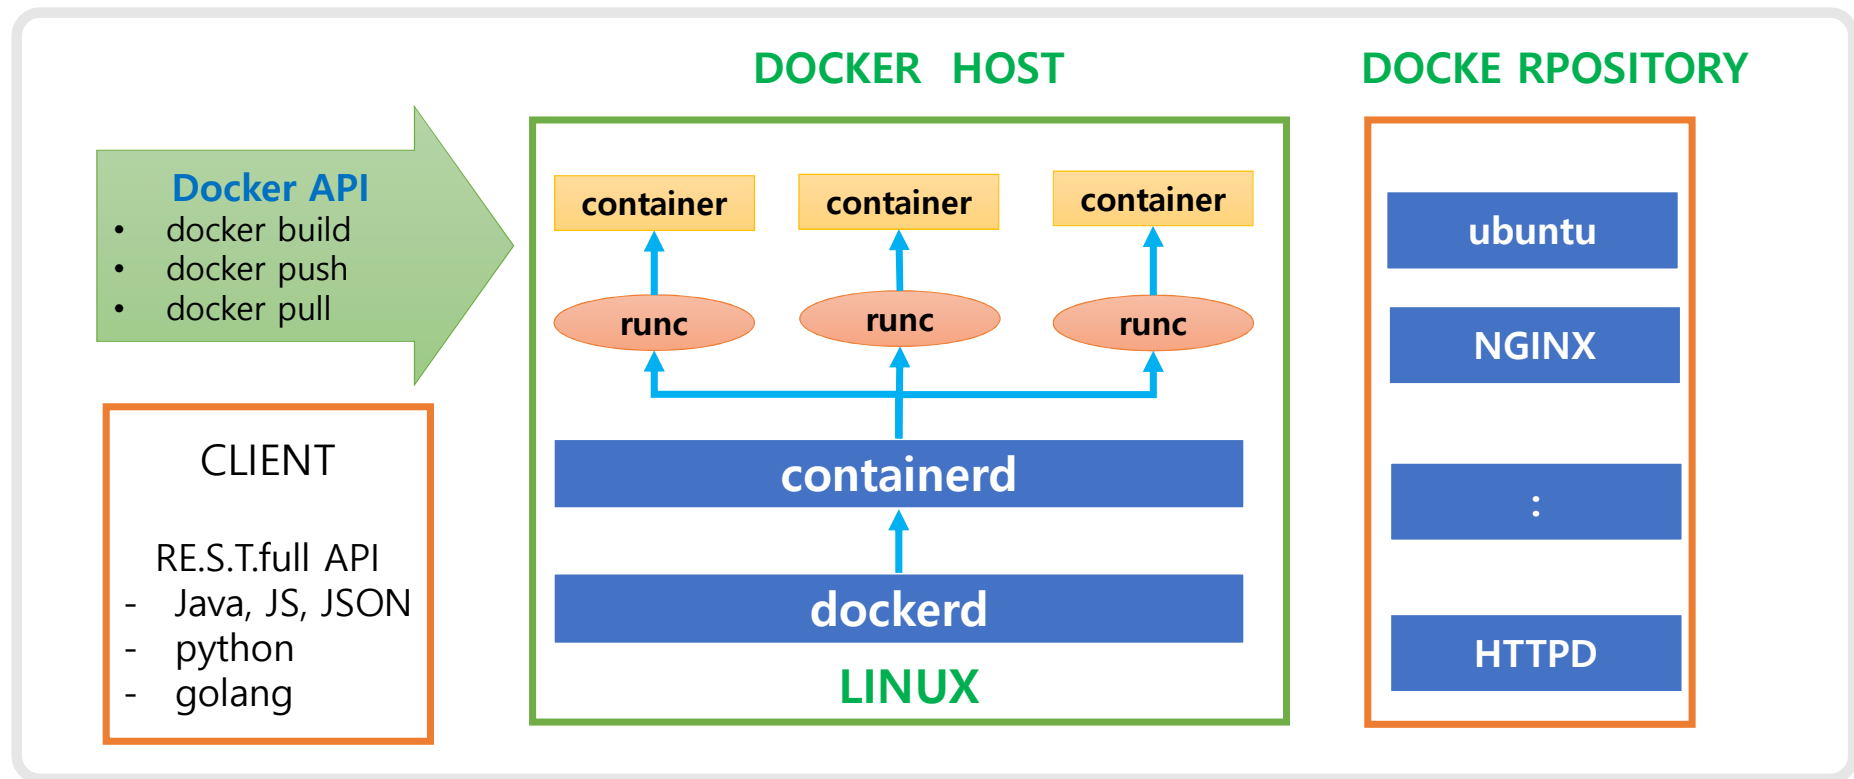 DOCKER HOST
DOCKE RPOSITORY
Docker API
• docker build
• docker push
• docker pull
CLIENT
RE.S.T.full API
- Java, JS, JSON
- python
- golang
container
container
container
runc
runc
runc
containerd
dockerd
LINUX
ubuntu
NGINX
:
HTTPD